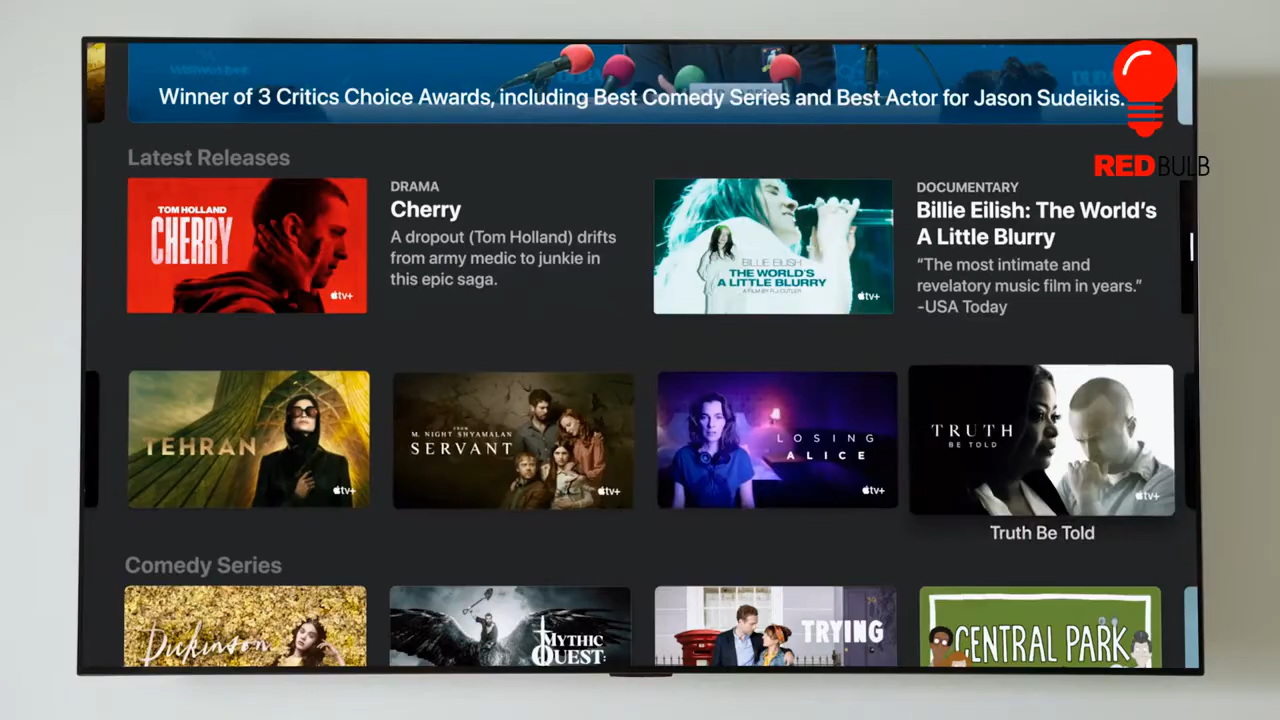 Winner of 3 Critics Choice Awards, including Best Comedy Series and Best Actor for Jason Sudeikis.
REDBULB
Latest Releases
TOM HOLLAND
CHERRY
tv+
DRAMA
Cherry
A dropout (Tom Holland) drifts
from army medic to junkie in
this epic saga.
BILLIE EILISH
THE WORLD'S
A LITTLE BLURRY
A FILM BY R.J. CUTLER
tv+
DOCUMENTARY
Billie Eilish: The World's
A Little Blurry
“The most intimate and
revelatory music film in years.”
-USA Today
TEHRAN
tv+
FROM
M. NIGHT SHYAMALAN
SERVANT
tv+
LOSING
ALICE
tv+
TRUTH
BE TOLD
tv+
Truth Be Told
Comedy Series
Dickinson
MYTHIC
QUEST:
TRYING
CENTRAL PARK